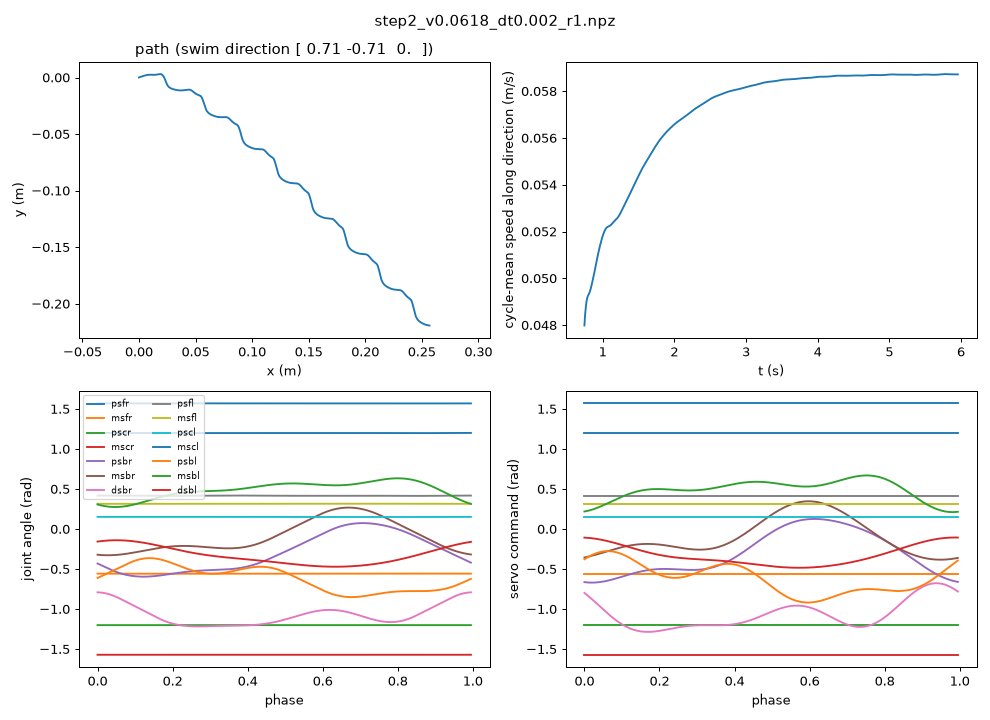 step2_v0.0618_dt0.002_r1.npz
path (swim direction [ 0.71 -0.71  0.  ])
0.00
−0.05
−0.10
−0.15
−0.20
y (m)
−0.05
0.00
0.05
0.10
0.15
0.20
0.25
0.30
x (m)
0.058
0.056
0.054
0.052
0.050
0.048
cycle-mean speed along direction (m/s)
1
2
3
4
5
6
t (s)
1.5
1.0
0.5
0.0
−0.5
−1.0
−1.5
joint angle (rad)
psfr
msfr
pscr
mscr
psbr
msbr
dsbr
psfl
msfl
pscl
mscl
psbl
msbl
dsbl
0.0
0.2
0.4
0.6
0.8
1.0
phase
1.5
1.0
0.5
0.0
−0.5
−1.0
−1.5
servo command (rad)
0.0
0.2
0.4
0.6
0.8
1.0
phase